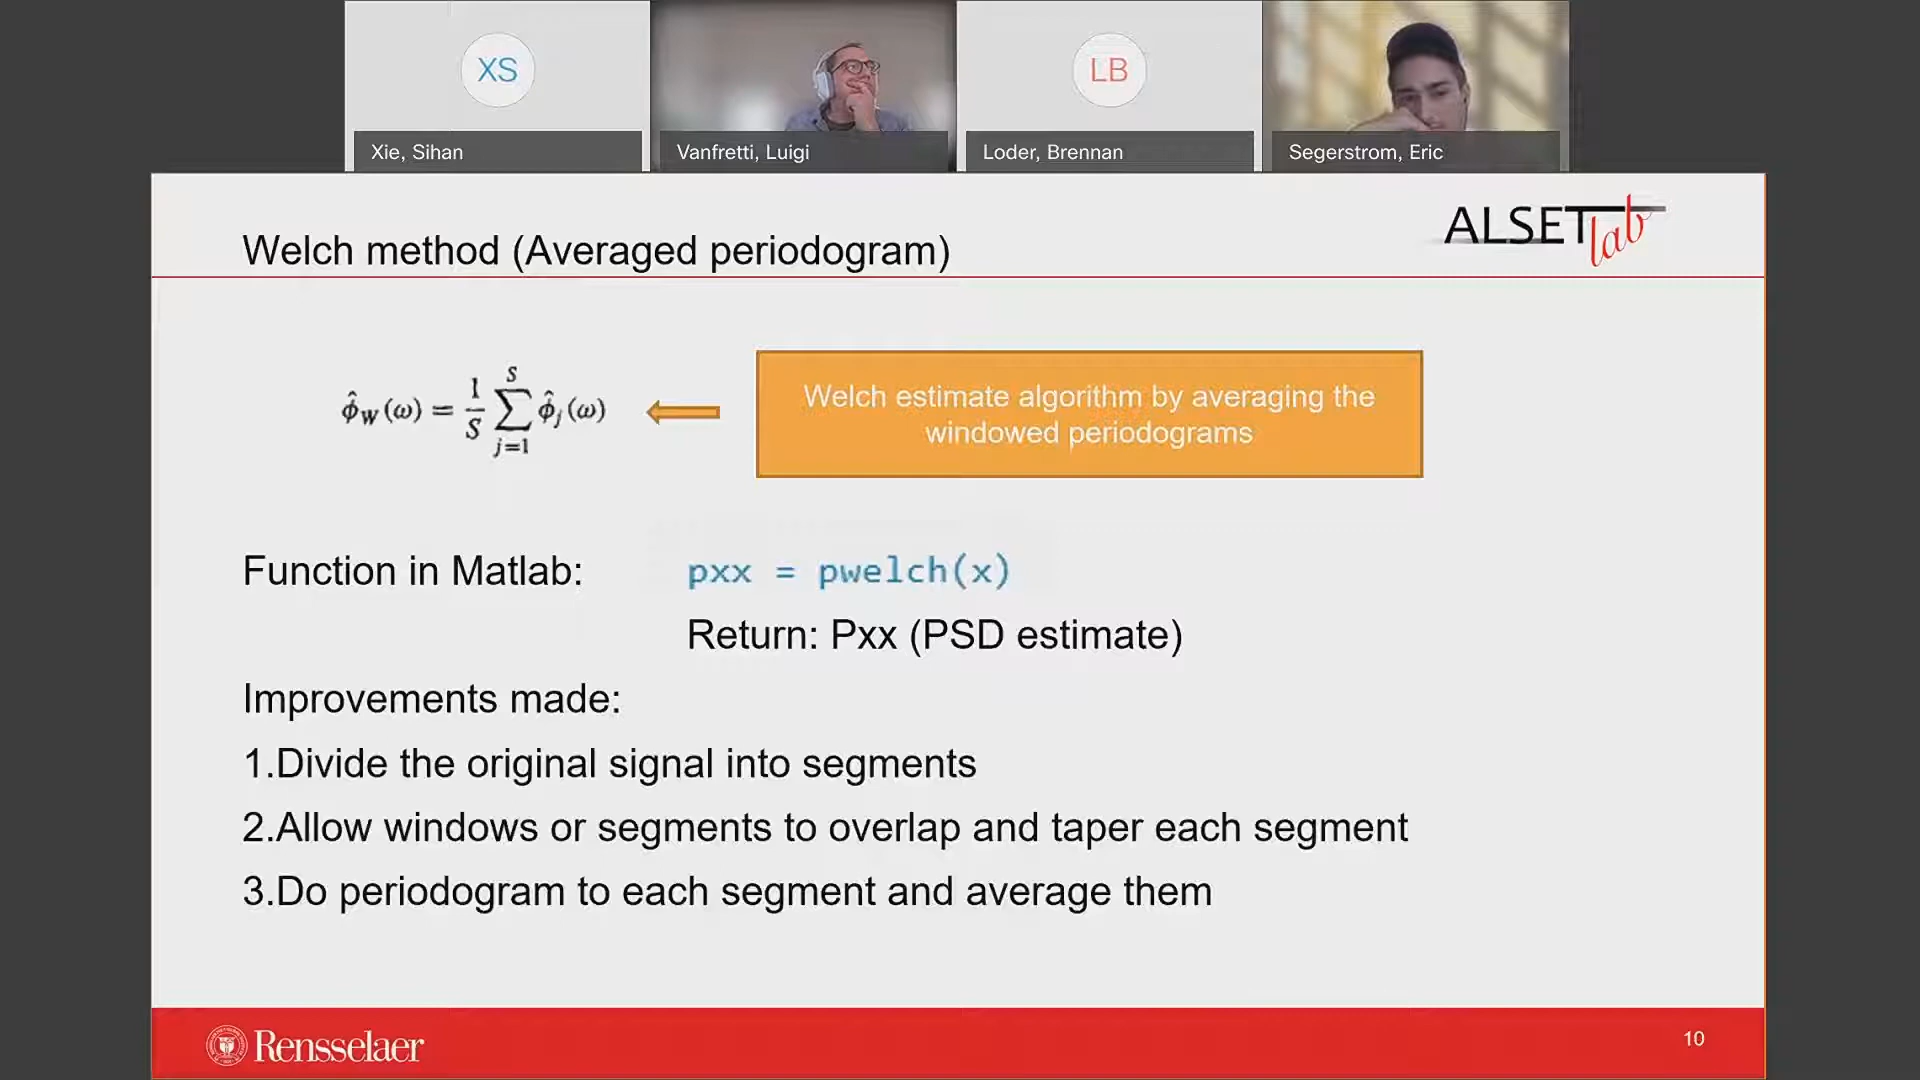 XS
LB
Xie, Sihan
Vanfretti, Luigi
Loder, Brennan
Segerstrom, Eric
ALSETlab
Welch method (Averaged periodogram)
ϕ̂_W(ω) = 1/S ∑_{j=1}^{S} ϕ̂_j(ω)
Welch estimate algorithm by averaging the
windowed periodograms
Function in Matlab: pxx = pwelch(x)
Return: Pxx (PSD estimate)
Improvements made:
1.Divide the original signal into segments
2.Allow windows or segments to overlap and taper each segment
3.Do periodogram to each segment and average them
Rensselaer
10